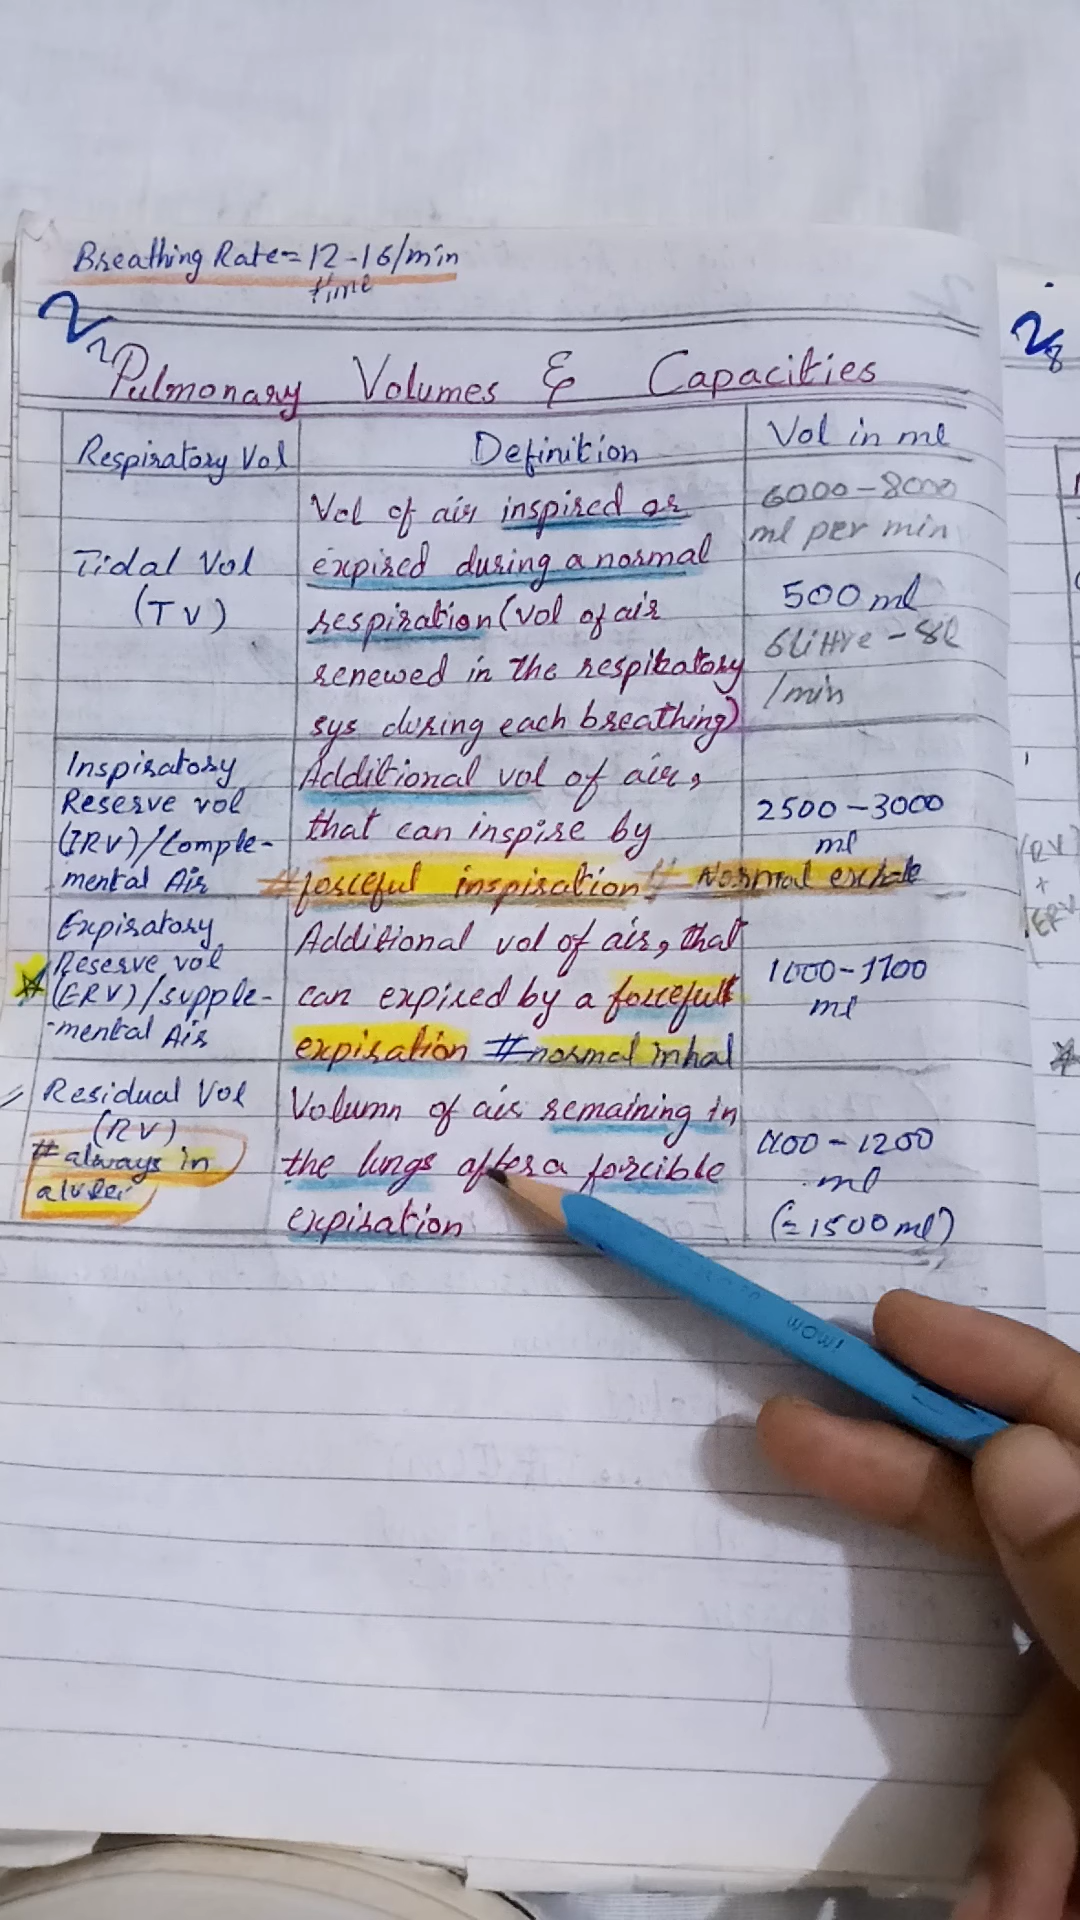 Breathing Rate = 12-16/min
time
Pulmonary Volumes & Capacities
Respiratory Vol
Definition
Vol in ml
Tidal Vol
(TV)
Vol of air inspired or
expired during a normal
respiration (vol of air
renewed in the respiratory
sys during each breathing)
6000-8000
ml per min
500 ml
6littre - 8l
/min
Inspiratory
Reserve vol
(IRV)/Comple-
mental Air
Additional vol of air,
that can inspire by
#forceful inspiration!! Normal exhale
2500-3000
ml
Expiratory
Reserve vol
(ERV)/supple-
-mental Air
Additional vol of air, that
can expired by a forcefull
expiration #normal inhal
1000-1100
ml
Residual Vol
(RV)
# always in
Volumn of air remaining in
the lungs after a forcible
expiration
1100-1200
ml
(= 1500 ml)
wow!
28
(RV)
+
ERV